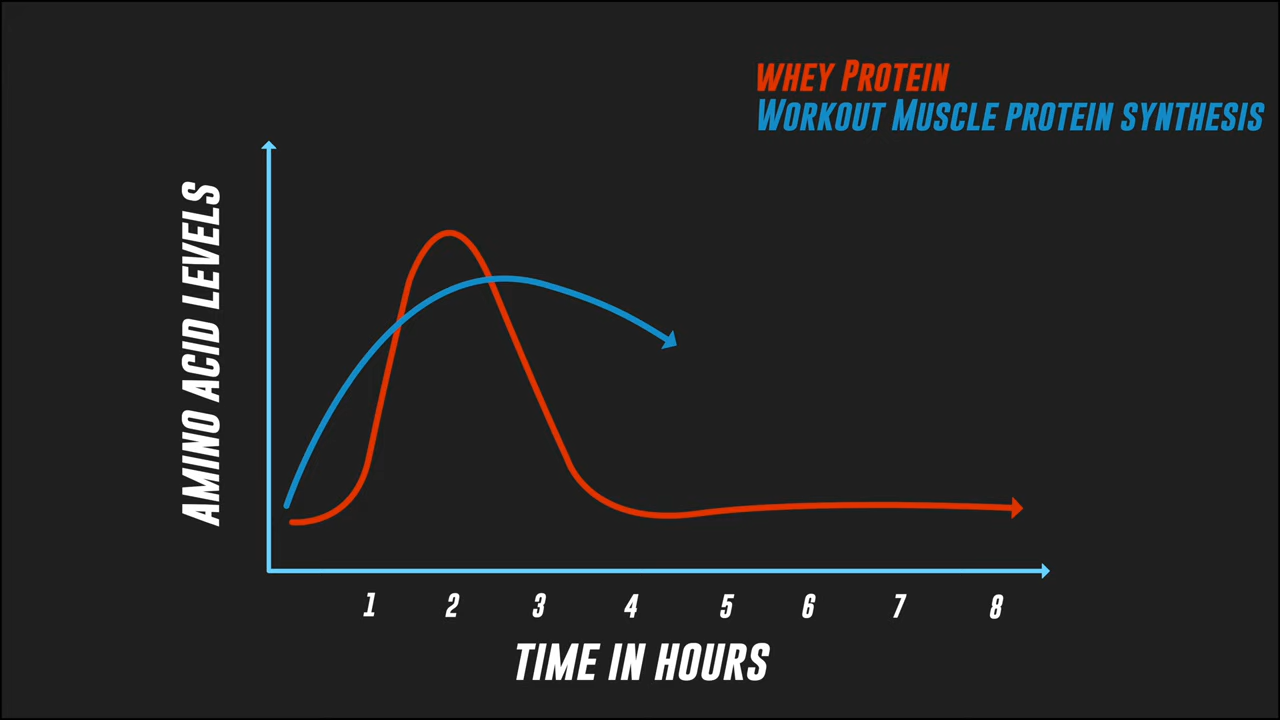 WHEY PROTEIN
WORKOUT MUSCLE PROTEIN SYNTHESIS
AMINO ACID LEVELS
1 2 3 4 5 6 7 8
TIME IN HOURS